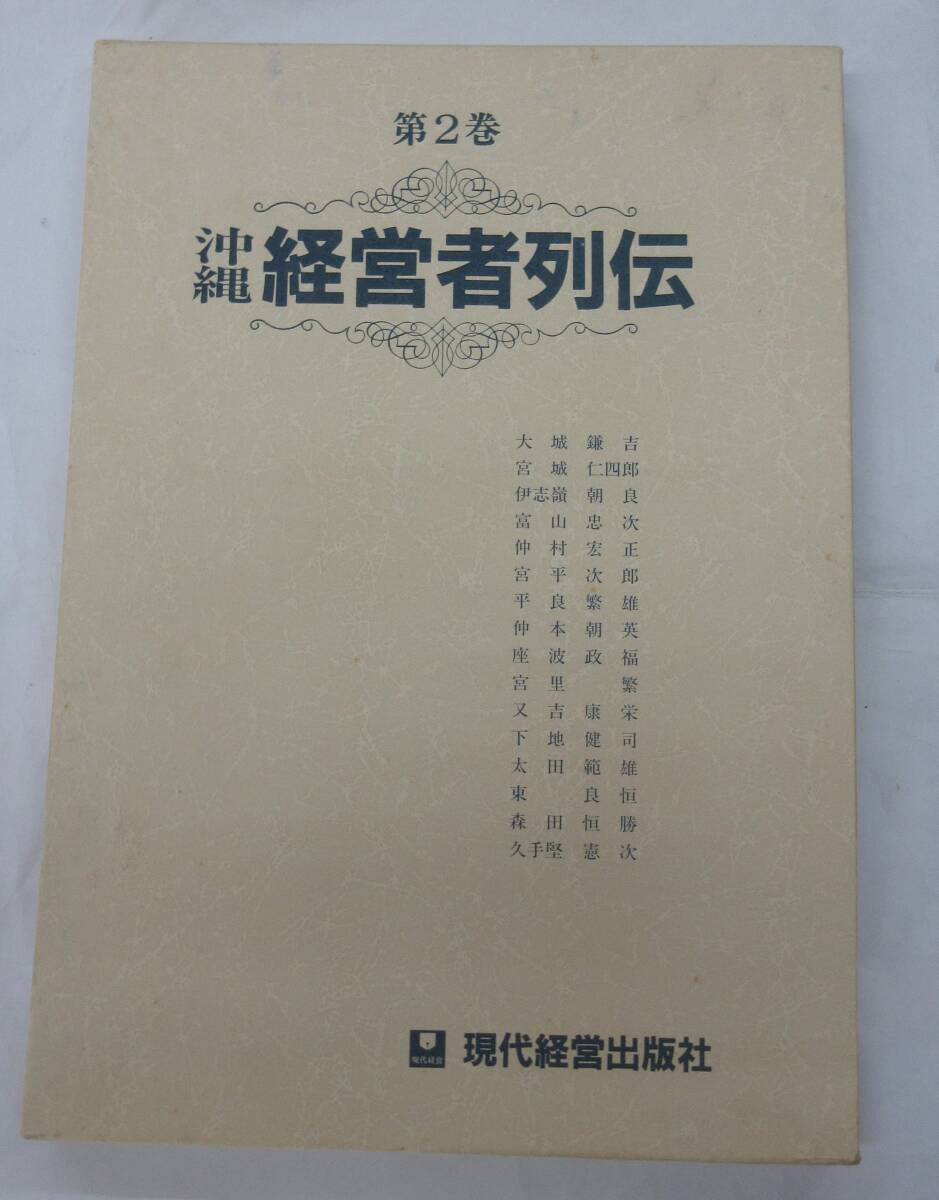 第2巻
沖縄 経営者列伝
大城鎌吉
宮城仁四郎
伊志嶺朝良
富山忠次
仲村宏正
宮平次郎
平良繁雄
仲本朝英
座波政福
宮里繁
又吉康栄
下地健司
太田範雄
東良恒
森田恒勝
久手堅憲次
現代経営
現代経営出版社